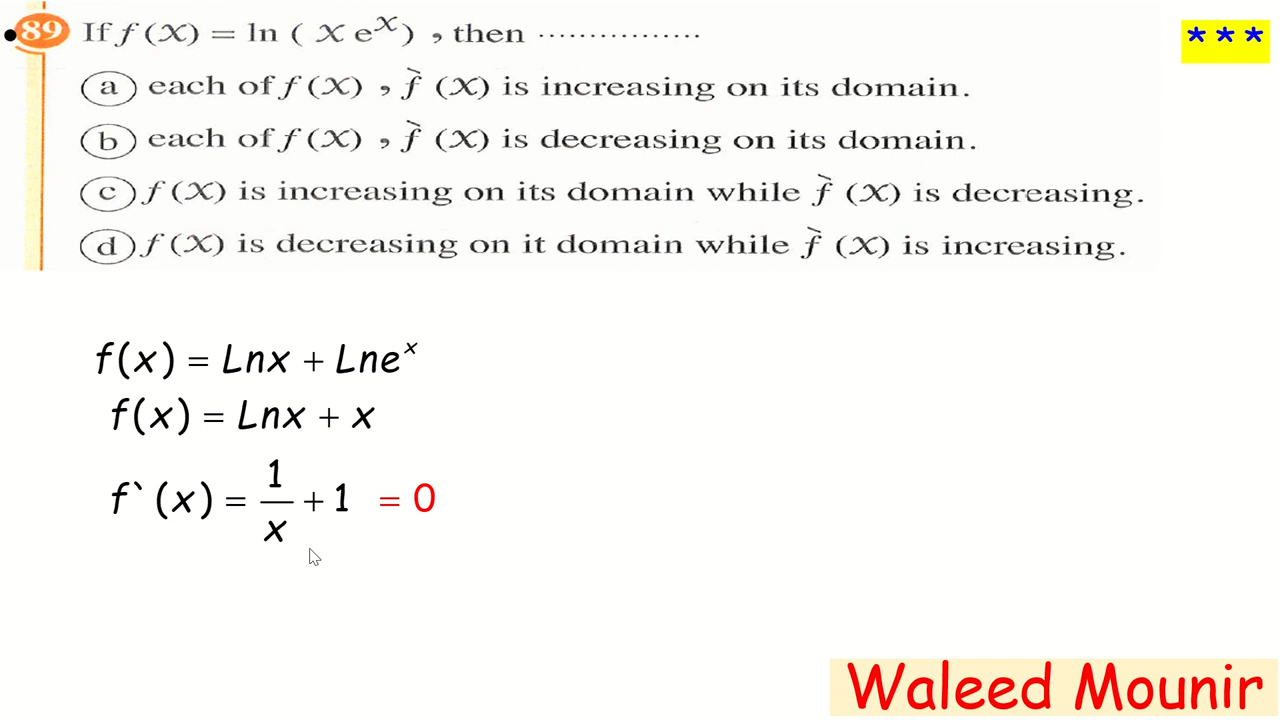 89 If f (X) = ln ( X e^X ) , then ················
* * *
a each of f (X) , f` (X) is increasing on its domain.
b each of f (X) , f` (X) is decreasing on its domain.
c f (X) is increasing on its domain while f` (X) is decreasing.
d f (X) is decreasing on it domain while f` (X) is increasing.
f(x) = Lnx + Lne^x
f(x) = Lnx + x
f`(x) = 1/x + 1 = 0
Waleed Mounir